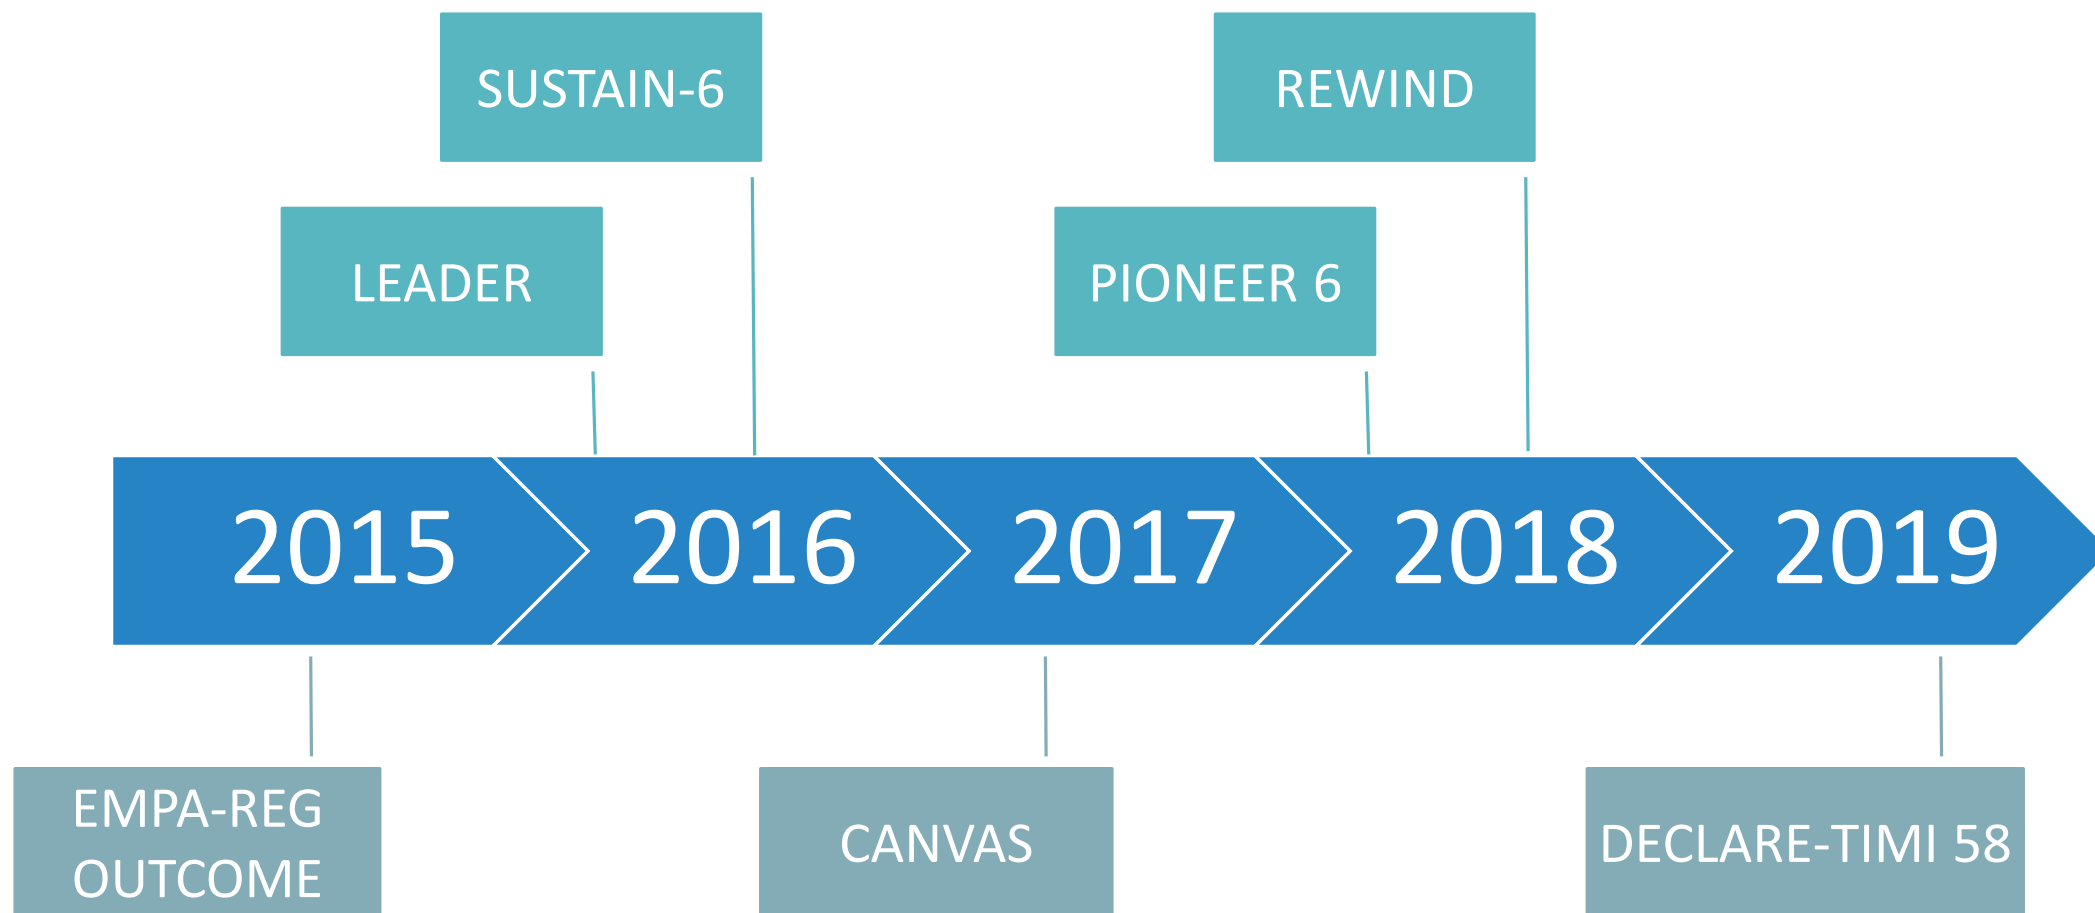 SUSTAIN-6
REWIND
LEADER
PIONEER 6
2015
2016
2017
2018
2019
EMPA-REG
OUTCOME
CANVAS
DECLARE-TIMI 58